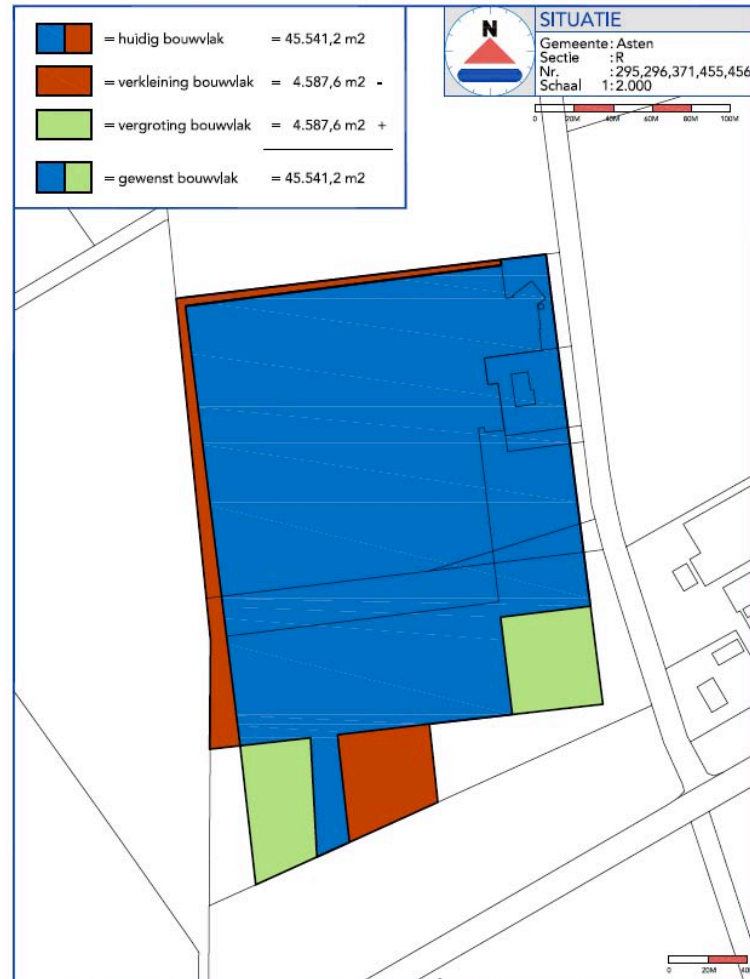 = huidig bouwvlak = 45.541,2 m2
= verkleining bouwvlak = 4.587,6 m2 -
= vergroting bouwvlak = 4.587,6 m2 +
= gewenst bouwvlak = 45.541,2 m2
N
SITUATIE
Gemeente: Asten
Sectie :R
Nr. :295,296,371,455,456
Schaal 1:2.000
0 20M 40M 60M 80M 100M
0 20M